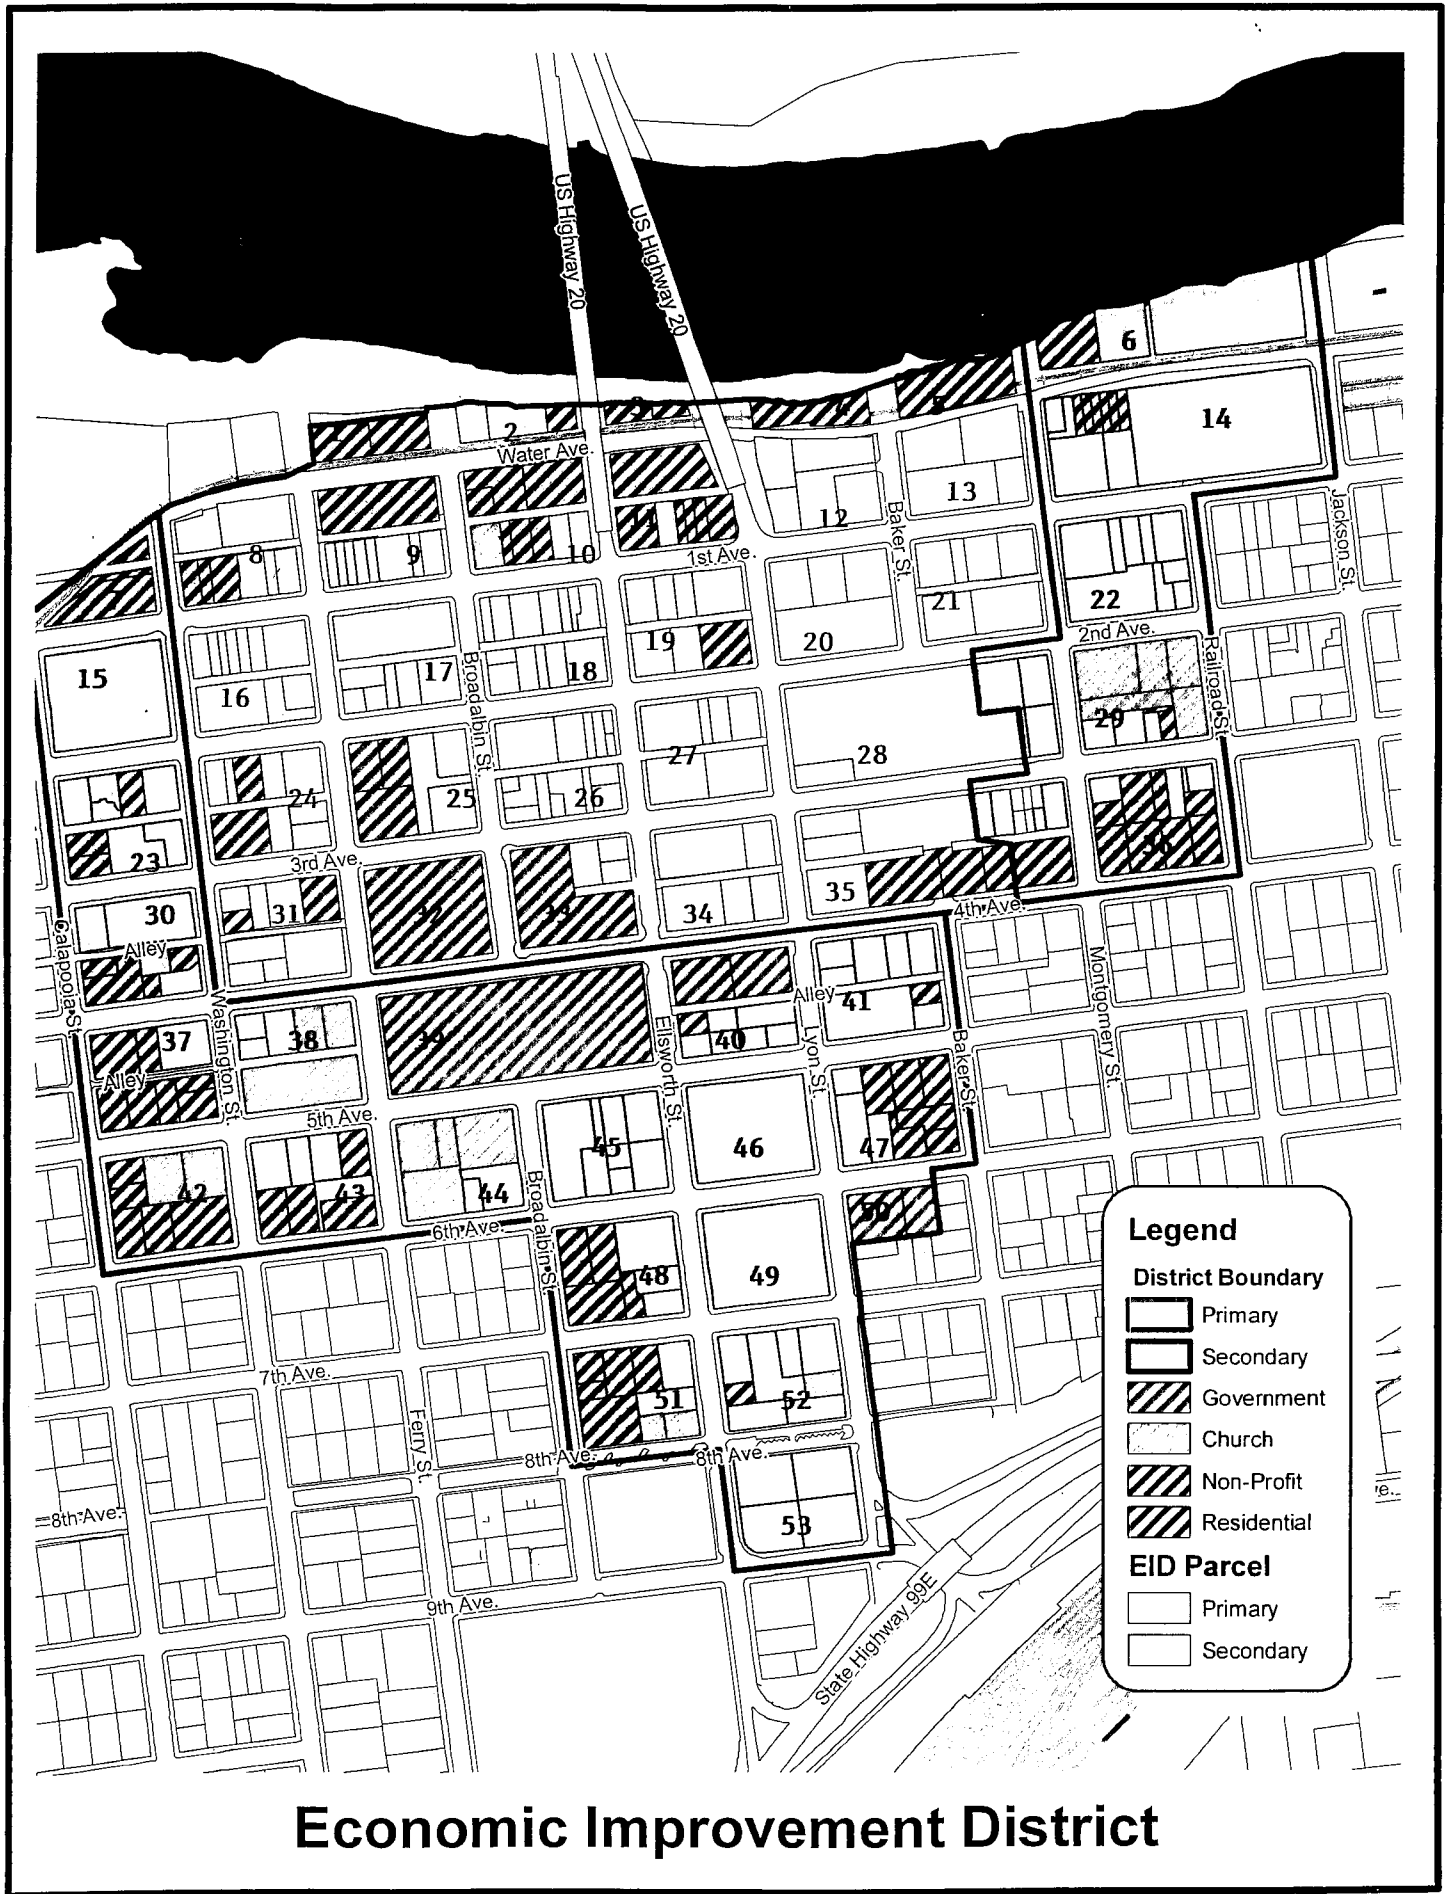 US Highway 20
US Highway 20
6
14
3
4
5
2
Water Ave.
13
12
Baker St.
Jackson St.
8
9
10
11
1st Ave.
22
21
2nd Ave.
20
19
18
17
Broadalbin St.
Railroad St.
15
16
29
28
27
26
25
24
23
3rd Ave.
36
35
34
33
32
31
30
Alley
4th Ave.
Calapooia St.
Washington St.
Alley
41
Montgomery St.
37
38
39
40
Ellsworth St.
Lyon St.
Baker St.
Alley
5th Ave.
42
43
44
45
46
47
6th Ave.
Broadalbin St.
50
48
49
7th Ave.
51
52
Ferry St.
8th Ave.
8th Ave.
8th Ave.
ve.
53
9th Ave.
State Highway 99E
Legend
District Boundary
Primary
Secondary
Government
Church
Non-Profit
Residential
EID Parcel
Primary
Secondary
Economic Improvement District